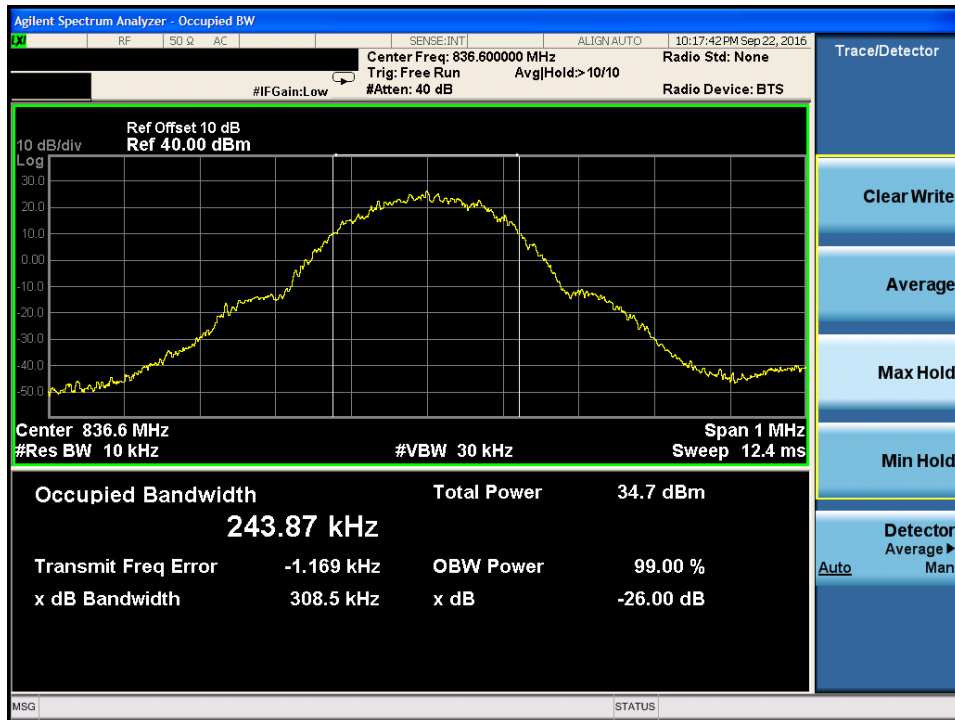 Agilent Spectrum Analyzer - Occupied BW
LXI RF 50 Ω AC SENSE:INT ALIGN AUTO 10:17:42 PM Sep 22, 2016
Center Freq: 836.600000 MHz Radio Std: None
Trig: Free Run Avg|Hold:>10/10
#IFGain:Low #Atten: 40 dB Radio Device: BTS
Ref Offset 10 dB
10 dB/div Ref 40.00 dBm
Log
30.0
20.0
10.0
0.00
-10.0
-20.0
-30.0
-40.0
-50.0
Center 836.6 MHz Span 1 MHz
#Res BW 10 kHz #VBW 30 kHz Sweep 12.4 ms
Occupied Bandwidth Total Power 34.7 dBm
243.87 kHz
Transmit Freq Error -1.169 kHz OBW Power 99.00 %
x dB Bandwidth 308.5 kHz x dB -26.00 dB
MSG STATUS
Trace/Detector
Clear Write
Average
Max Hold
Min Hold
Detector
Average
Auto Man